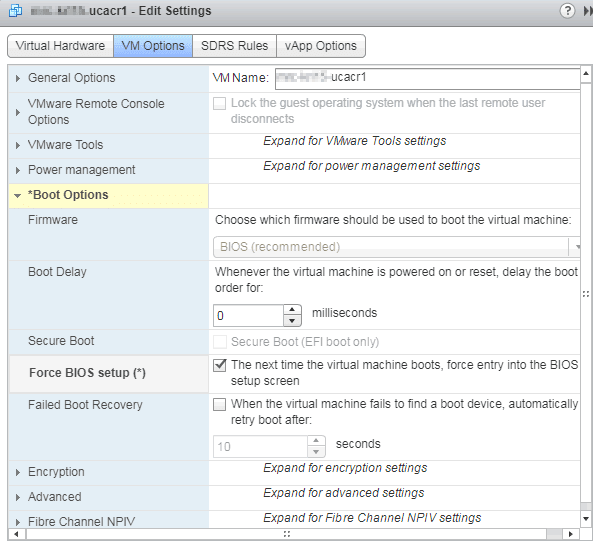 ucacr1 - Edit Settings
Virtual Hardware VM Options SDRS Rules vApp Options
General Options VM Name: ucacr1
VMware Remote Console Options Lock the guest operating system when the last remote user disconnects
VMware Tools Expand for VMware Tools settings
Power management Expand for power management settings
*Boot Options
Firmware Choose which firmware should be used to boot the virtual machine:
BIOS (recommended)
Boot Delay Whenever the virtual machine is powered on or reset, delay the boot
order for:
0 milliseconds
Secure Boot Secure Boot (EFI boot only)
Force BIOS setup (*) The next time the virtual machine boots, force entry into the BIOS
setup screen
Failed Boot Recovery When the virtual machine fails to find a boot device, automatically
retry boot after:
10 seconds
Encryption Expand for encryption settings
Advanced Expand for advanced settings
Fibre Channel NPIV Expand for Fibre Channel NPIV settings